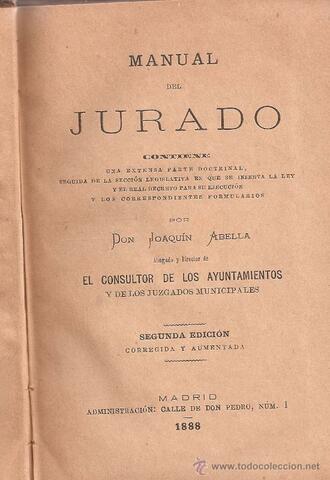 MANUAL
DEL
JURADO
CONTIENE
UNA EXTENSA PARTE DOCTRINAL,
SEGUIDA DE LA SECCIÓN LEGISLATIVA EN QUE SE INSERTA LA LEY
Y EL REAL DECRETO PARA SU EJECUCIÓN
Y LOS CORRESPONDIENTES FORMULARIOS
POR
DON JOAQUÍN ABELLA
Abogado y Director de
EL CONSULTOR DE LOS AYUNTAMIENTOS
Y DE LOS JUZGADOS MUNICIPALES
SEGUNDA EDICIÓN
CORREGIDA Y AUMENTADA
MADRID
ADMINISTRACIÓN: CALLE DE DON PEDRO, NÚM. 1
1888
todocoleccion.net